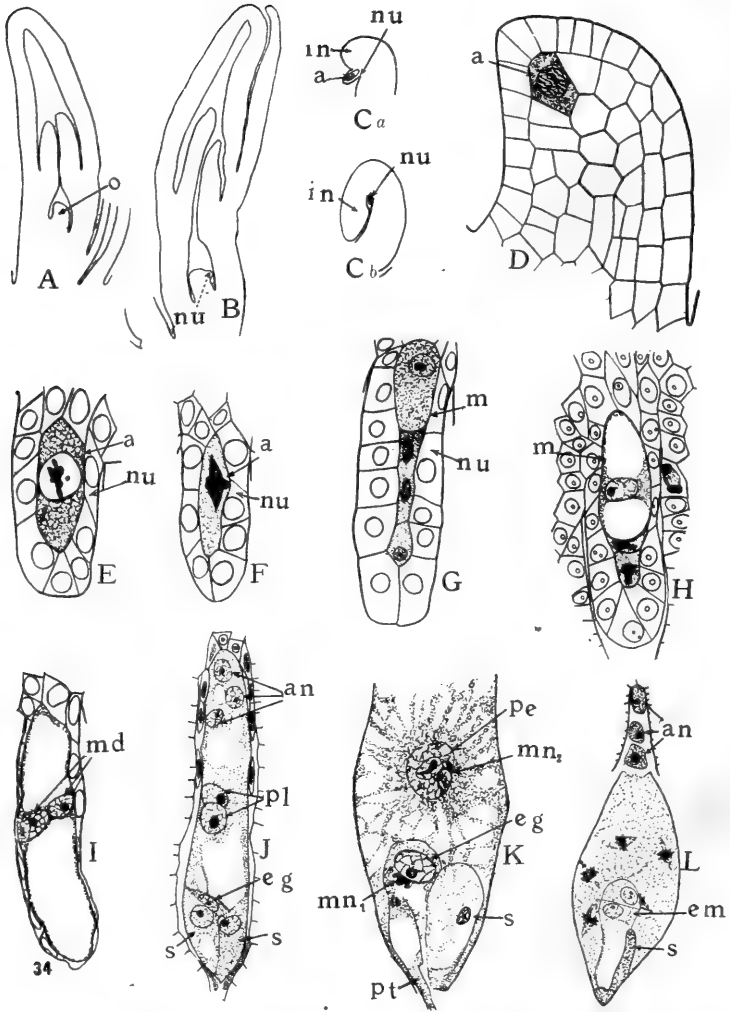 nu
in
a
Ca
a
D
o
A
nu
B
nu
in
Cb
a
nu
E
a
nu
F
m
nu
G
m
H
md
I
34
an
pl
J
eg
s
s
pe
mn₂
eg
K
mn₁
s
pt
an
L
em
s